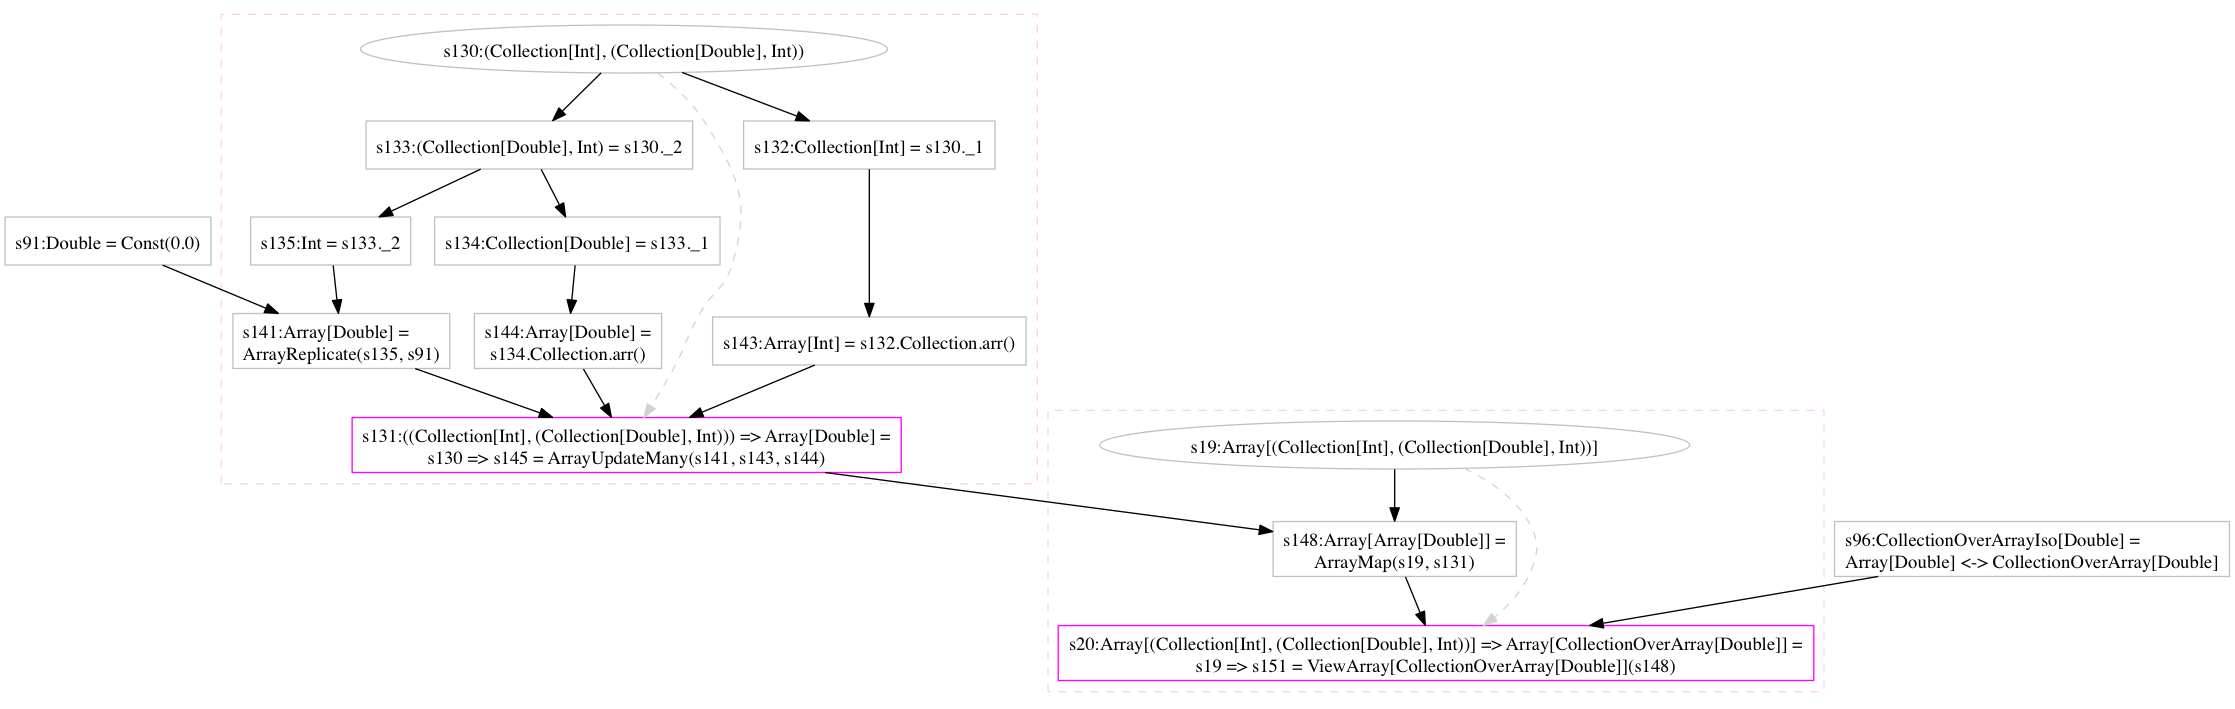 s130:(Collection[Int], (Collection[Double], Int))
s133:(Collection[Double], Int) = s130._2
s132:Collection[Int] = s130._1
s91:Double = Const(0.0)
s135:Int = s133._2
s134:Collection[Double] = s133._1
s141:Array[Double] =
ArrayReplicate(s135, s91)
s144:Array[Double] =
s134.Collection.arr()
s143:Array[Int] = s132.Collection.arr()
s131:((Collection[Int], (Collection[Double], Int))) => Array[Double] =
s130 => s145 = ArrayUpdateMany(s141, s143, s144)
s19:Array[(Collection[Int], (Collection[Double], Int))]
s148:Array[Array[Double]] =
ArrayMap(s19, s131)
s96:CollectionOverArrayIso[Double] =
Array[Double] <-> CollectionOverArray[Double]
s20:Array[(Collection[Int], (Collection[Double], Int))] => Array[CollectionOverArray[Double]] =
s19 => s151 = ViewArray[CollectionOverArray[Double]](s148)